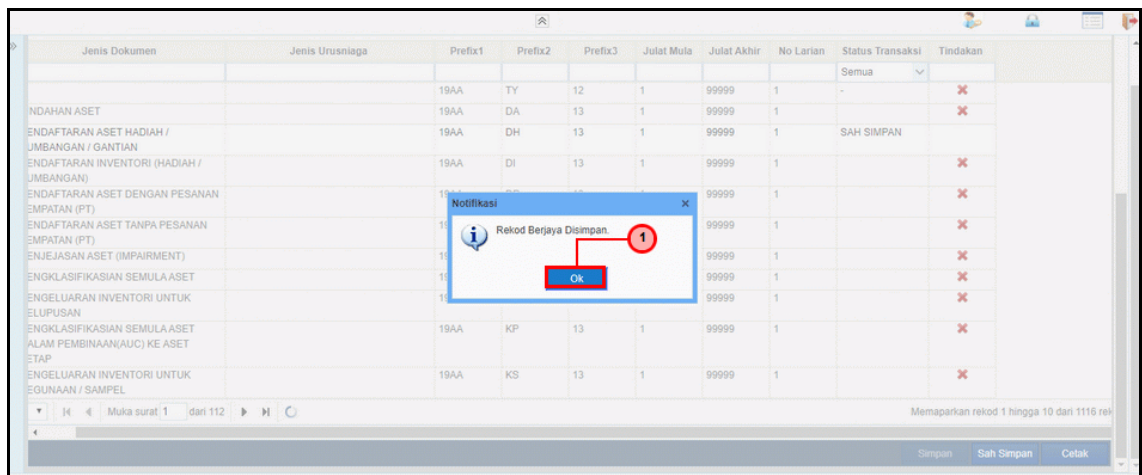 Jenis Dokumen Jenis Urusniaga Prefix1 Prefix2 Prefix3 Julat Mula Julat Akhir No Larian Status Transaksi Tindakan
Semua
19AA TY 12 1 99999 1 -
NDAHAN ASET 19AA DA 13 1 99999 1
ENDAFTARAN ASET HADIAH / 19AA DH 13 1 99999 1 SAH SIMPAN
UMBANGAN / GANTIAN
ENDAFTARAN INVENTORI (HADIAH / 19AA DI 13 1 99999 1
UMBANGAN)
ENDAFTARAN ASET DENGAN PESANAN 99999 1
EMPATAN (PT)
ENDAFTARAN ASET TANPA PESANAN 99999 1
EMPATAN (PT)
ENJEJASAN ASET (IMPAIRMENT) 99999 1
ENGKLASIFIKASIAN SEMULA ASET 99999 1
ENGELUARAN INVENTORI UNTUK 99999 1
ELUPUSAN
ENGKLASIFIKASIAN SEMULA ASET 19AA KP 13 1 99999 1
ALAM PEMBINAAN(AUC) KE ASET
ETAP
ENGELUARAN INVENTORI UNTUK 19AA KS 13 1 99999 1
EGUNAAN / SAMPEL
Notifikasi
Rekod Berjaya Disimpan.
1
Ok
Muka surat 1 dari 112 Memaparkan rekod 1 hingga 10 dari 1116 rek
Simpan Sah Simpan Cetak